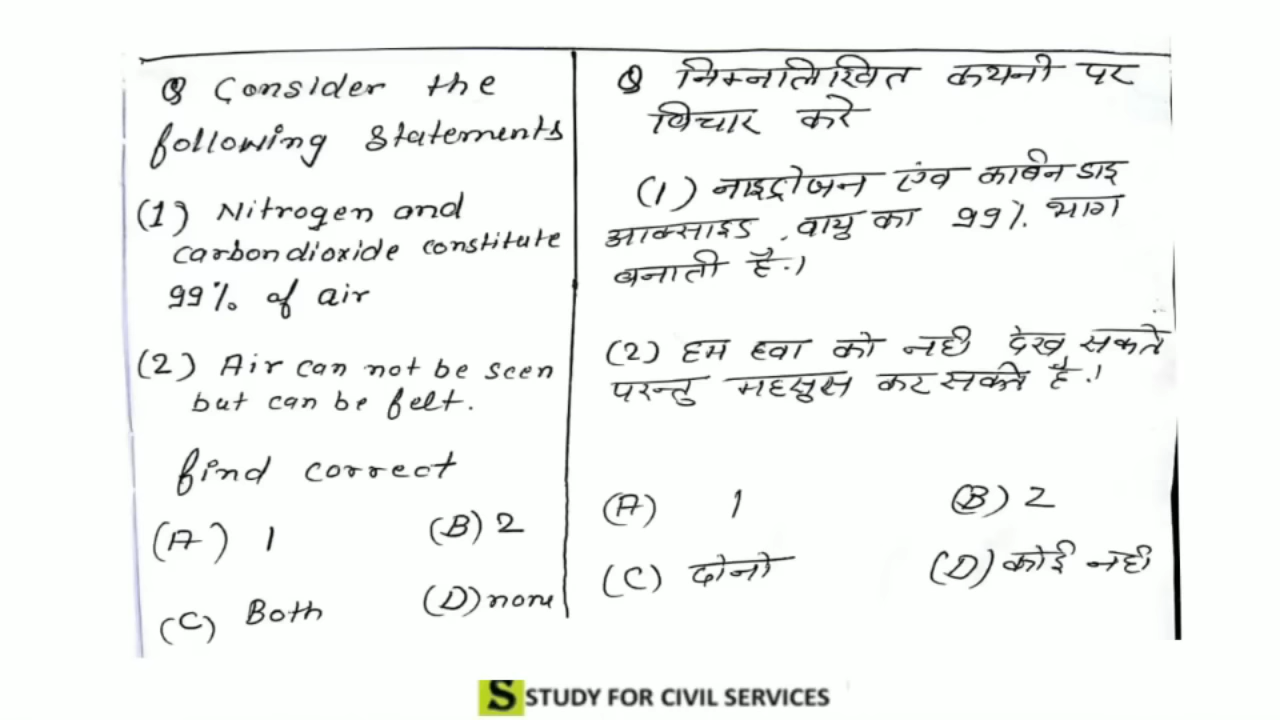 Q Consider the
following Statements
(1) Nitrogen and
carbondioxide constitute
99% of air
(2) Air can not be seen
but can be felt.
find correct
(A) 1 (B) 2
(C) Both (D) none
Q निम्नलिखित कथनो पर
विचार करे
(1) नाइट्रोजन एंव कार्बन डाइ
आक्साइड वायु का 99% भाग
बनाती है।
(2) हम हवा को नही देख सकते
परन्तु महसुस कर सकते है।
(A) 1 (B) 2
(C) दोनो (D) कोई नही
S STUDY FOR CIVIL SERVICES